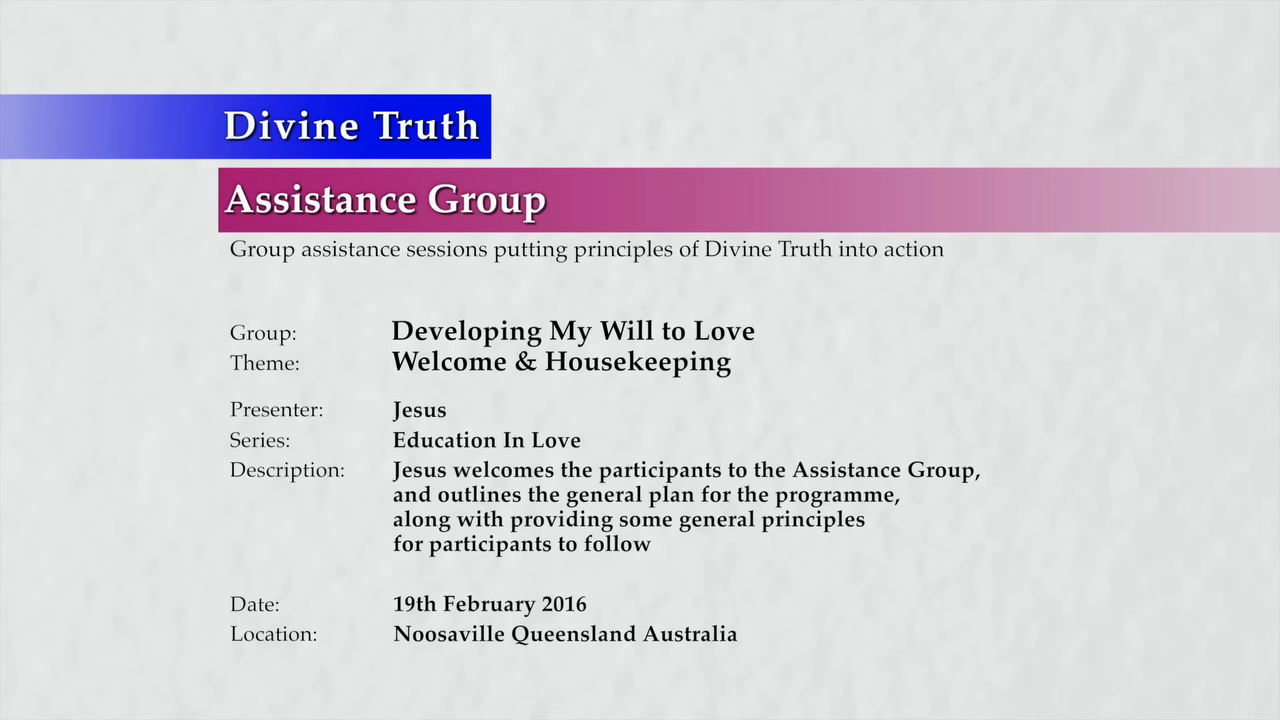 Divine Truth
Assistance Group
Group assistance sessions putting principles of Divine Truth into action
Group: Developing My Will to Love
Theme: Welcome & Housekeeping
Presenter: Jesus
Series: Education In Love
Description: Jesus welcomes the participants to the Assistance Group,
and outlines the general plan for the programme,
along with providing some general principles
for participants to follow
Date: 19th February 2016
Location: Noosaville Queensland Australia